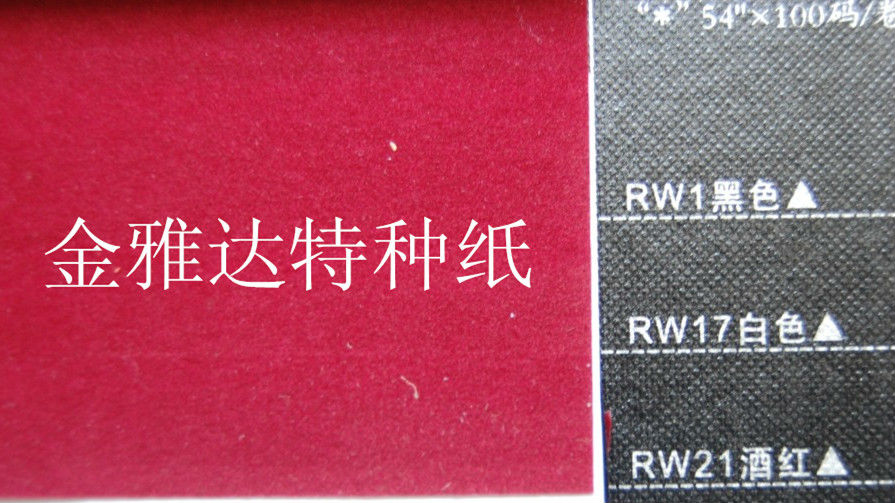 金雅达特种纸
"*" 54"×100码/卷
RW1黑色▲
RW17白色▲
RW21酒红▲